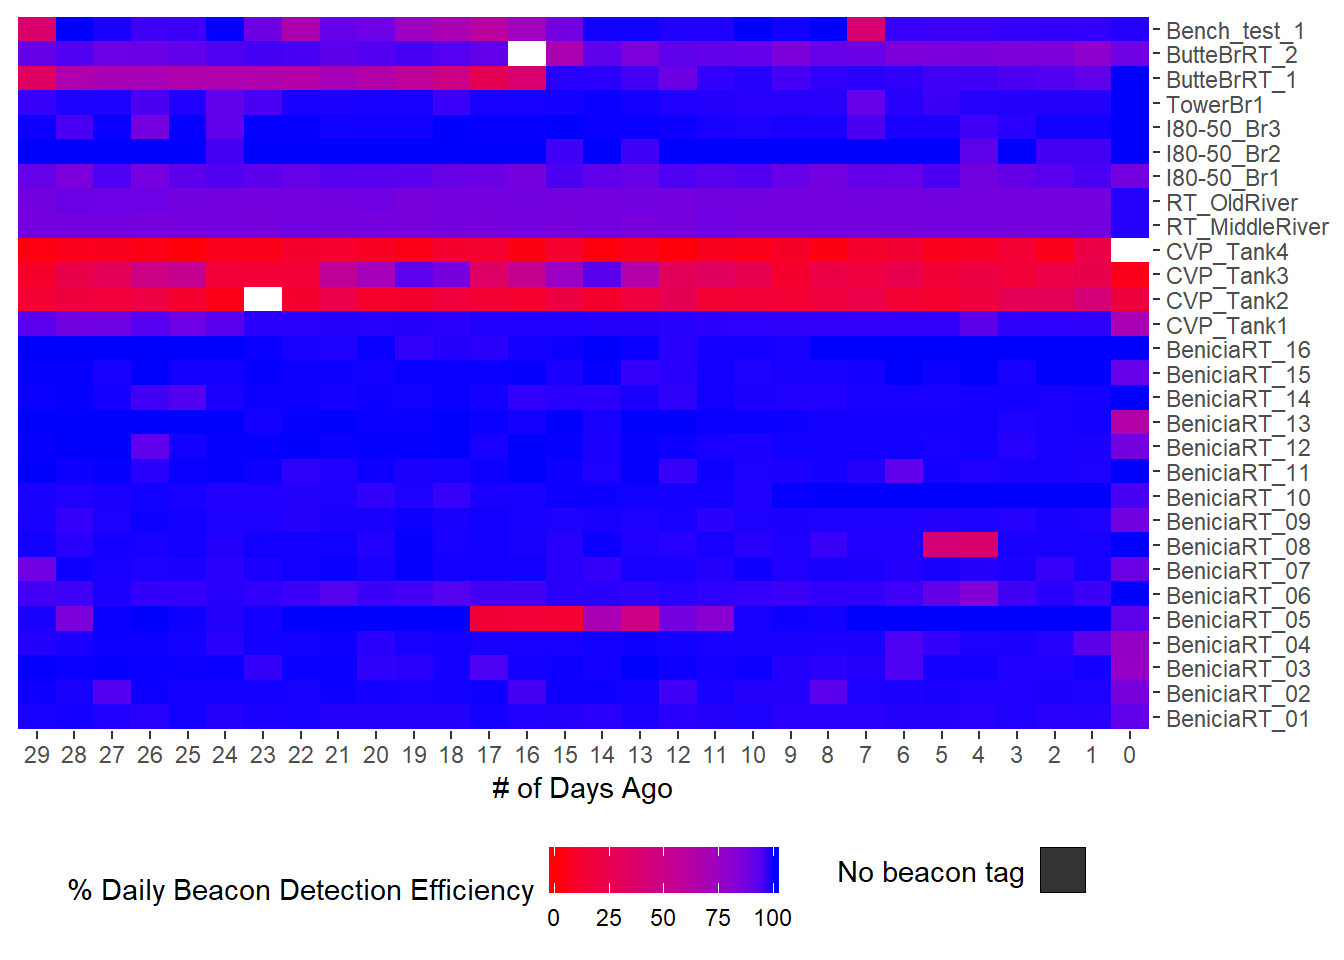 Bench_test_1
ButteBrRT_2
ButteBrRT_1
TowerBr1
I80-50_Br3
I80-50_Br2
I80-50_Br1
RT_OldRiver
RT_MiddleRiver
CVP_Tank4
CVP_Tank3
CVP_Tank2
CVP_Tank1
BeniciaRT_16
BeniciaRT_15
BeniciaRT_14
BeniciaRT_13
BeniciaRT_12
BeniciaRT_11
BeniciaRT_10
BeniciaRT_09
BeniciaRT_08
BeniciaRT_07
BeniciaRT_06
BeniciaRT_05
BeniciaRT_04
BeniciaRT_03
BeniciaRT_02
BeniciaRT_01
29 28 27 26 25 24 23 22 21 20 19 18 17 16 15 14 13 12 11 10 9 8 7 6 5 4 3 2 1 0
# of Days Ago
% Daily Beacon Detection Efficiency
0 25 50 75 100
No beacon tag